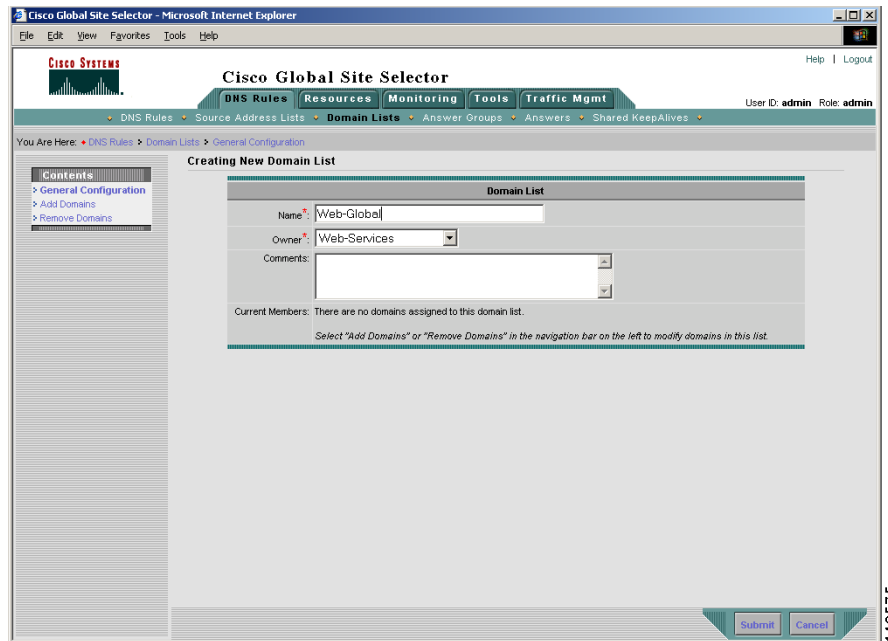 Cisco Global Site Selector - Microsoft Internet Explorer
File Edit View Favorites Tools Help
CISCO SYSTEMS
Help | Logout
Cisco Global Site Selector
DNS Rules Resources Monitoring Tools Traffic Mgmt
User ID: admin Role: admin
DNS Rules Source Address Lists Domain Lists Answer Groups Answers Shared KeepAlives
You Are Here: DNS Rules Domain Lists General Configuration
Creating New Domain List
Contents
General Configuration
Add Domains
Remove Domains
Domain List
Name*: Web-Global
Owner*: Web-Services
Comments:
Current Members: There are no domains assigned to this domain list.
Select "Add Domains" or "Remove Domains" in the navigation bar on the left to modify domains in this list.
Submit Cancel